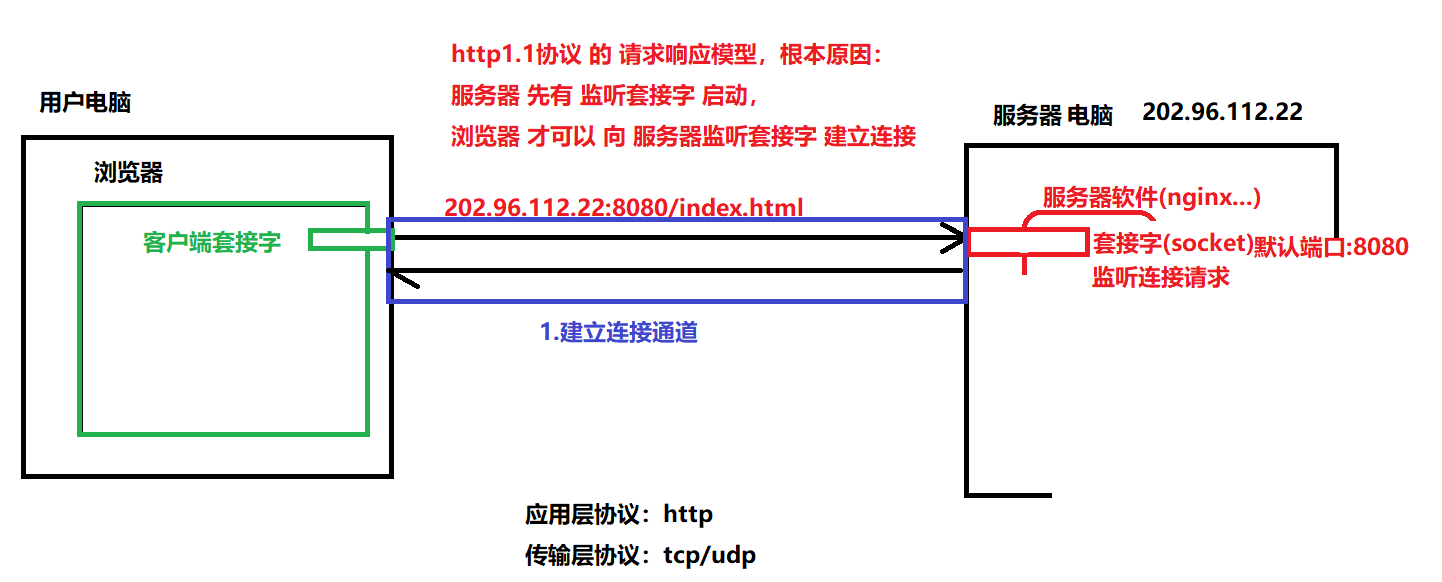 http1.1协议 的 请求响应模型，根本原因：
服务器 先有 监听套接字 启动，
浏览器 才可以 向 服务器监听套接字 建立连接
用户电脑
服务器 电脑 202.96.112.22
浏览器
服务器软件(nginx...)
202.96.112.22:8080/index.html
客户端套接字
套接字(socket)默认端口:8080
监听连接请求
1.建立连接通道
应用层协议：http
传输层协议：tcp/udp